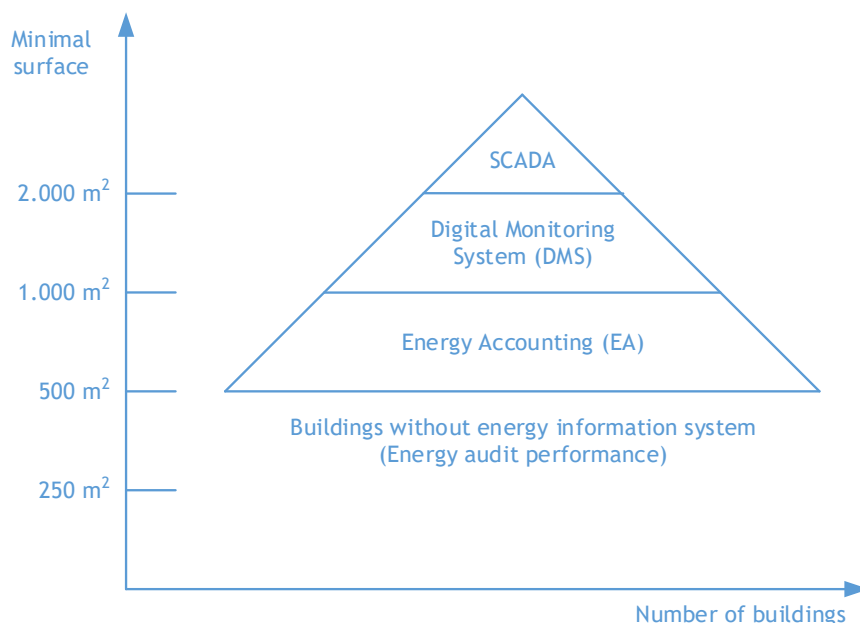 Minimal
surface
SCADA
2.000 m²
Digital Monitoring
System (DMS)
1.000 m²
Energy Accounting (EA)
500 m²
Buildings without energy information system
(Energy audit performance)
250 m²
Number of buildings